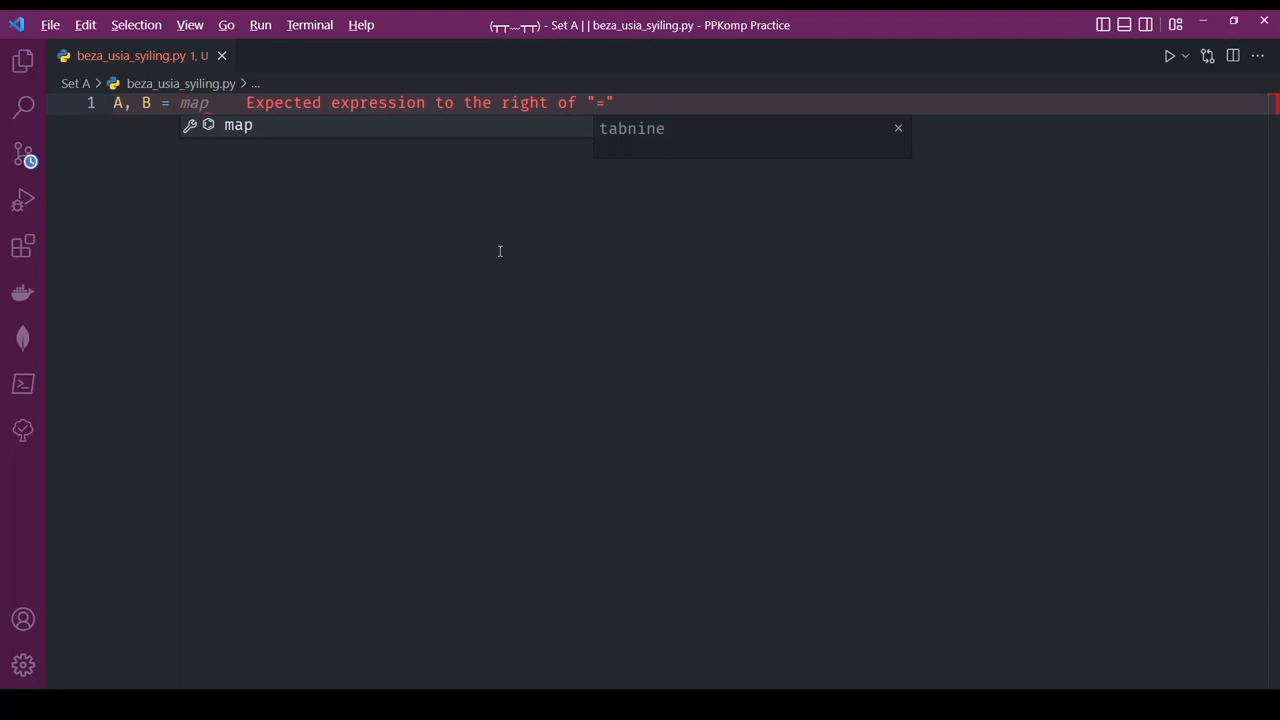 File Edit Selection View Go Run Terminal Help (┬┬﹏┬┬) - Set A | | beza_usia_syiling.py - PPKomp Practice
beza_usia_syiling.py 1, U
Set A > beza_usia_syiling.py > ...
1 A, B = map Expected expression to the right of "="
map
tabnine